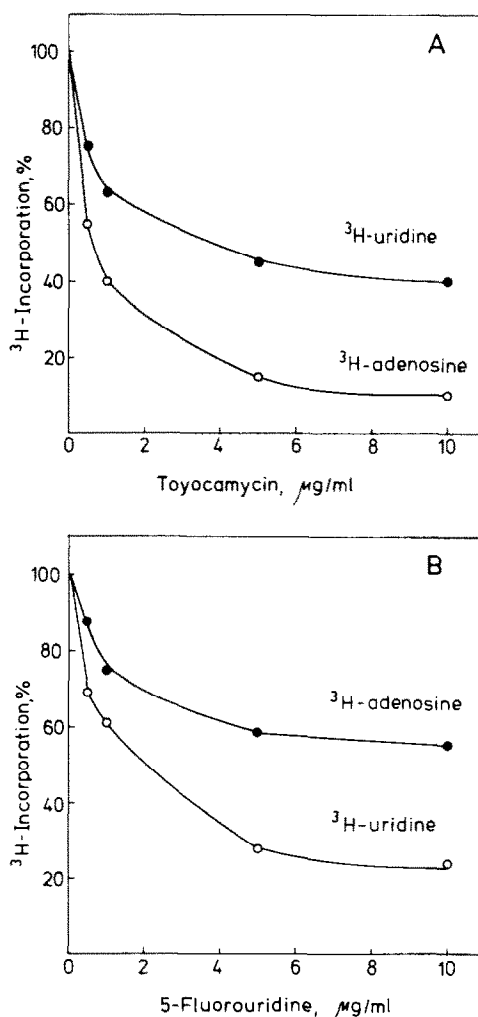 A
100
80
60
40
20
³H-Incorporation, %
³H-uridine
³H-adenosine
0 2 4 6 8 10
Toyocamycin, µg/ml
B
100
80
60
40
20
³H-Incorporation, %
³H-adenosine
³H-uridine
0 2 4 6 8 10
5-Fluorouridine, µg/ml